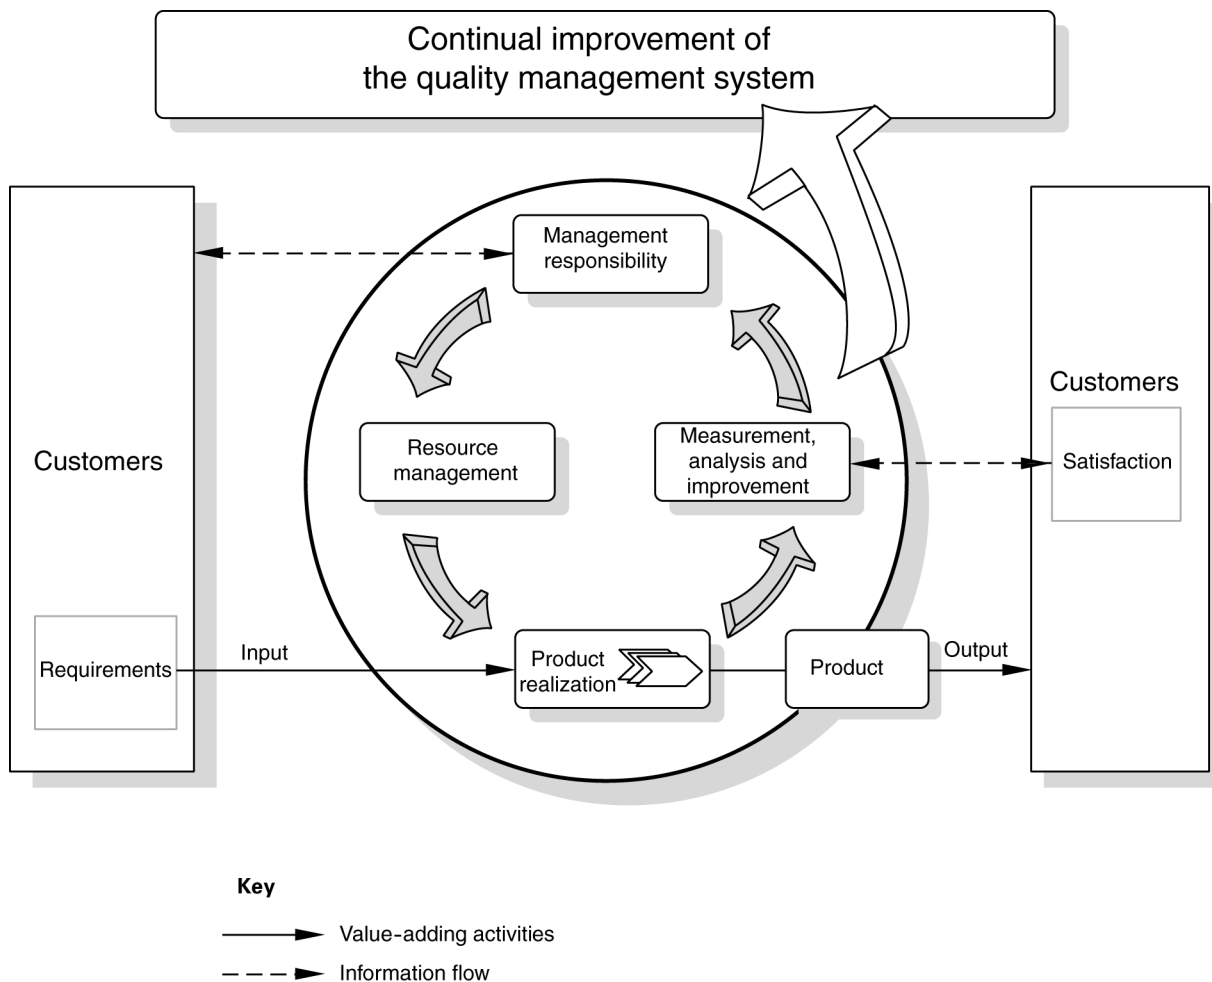 Continual improvement of
the quality management system
Management
responsibility
Customers
Resource
management
Measurement,
analysis and
improvement
Customers
Satisfaction
Requirements
Input
Product
realization
Product
Output
Key
Value-adding activities
Information flow